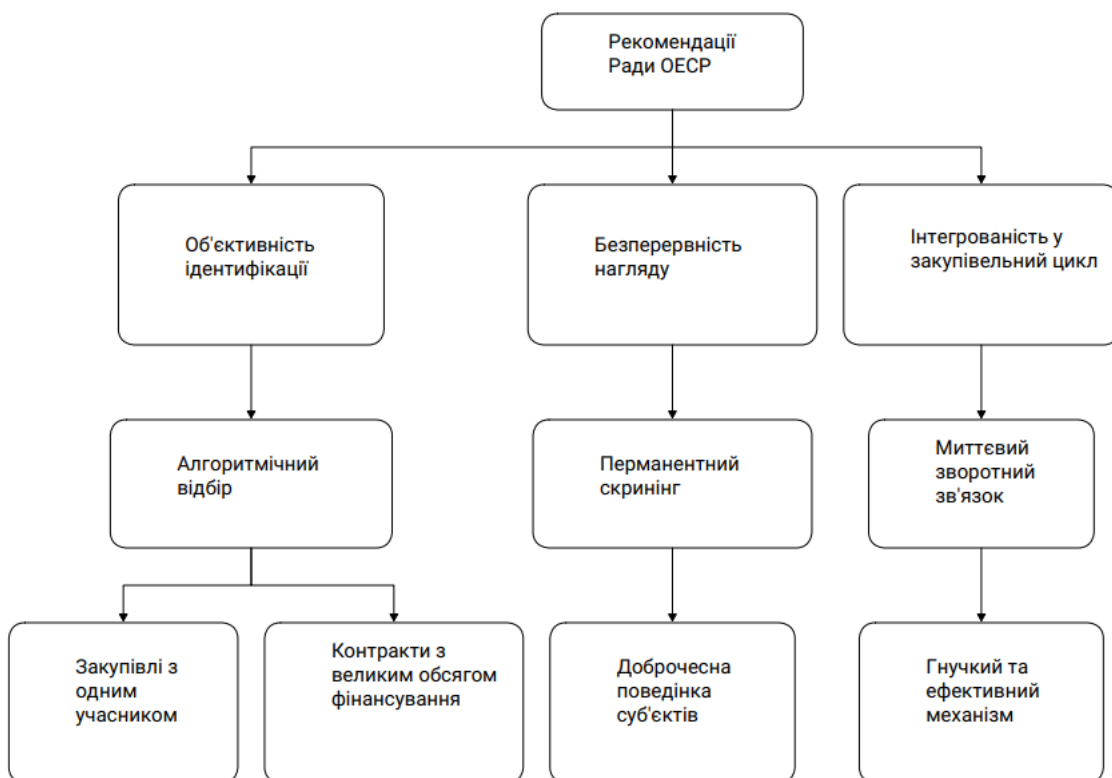 Рекомендації
Ради ОЕСР
Об'єктивність
ідентифікації
Безперервність
нагляду
Інтегрованість у
закупівельний цикл
Алгоритмічний
відбір
Перманентний
скринінг
Миттєвий
зворотний
зв'язок
Закупівлі з
одним
учасником
Контракти з
великим обсягом
фінансування
Доброчесна
поведінка
суб'єктів
Гнучкий та
ефективний
механізм